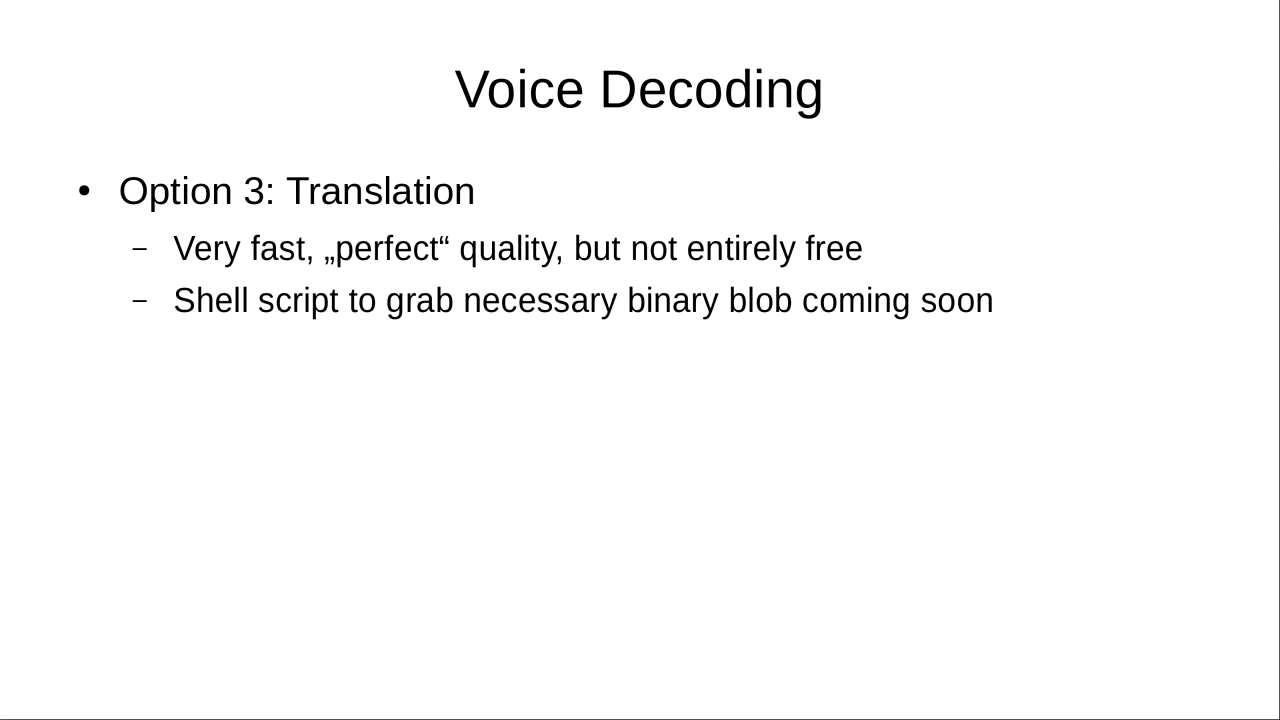 Voice Decoding
• Option 3: Translation
– Very fast, „perfect“ quality, but not entirely free
– Shell script to grab necessary binary blob coming soon